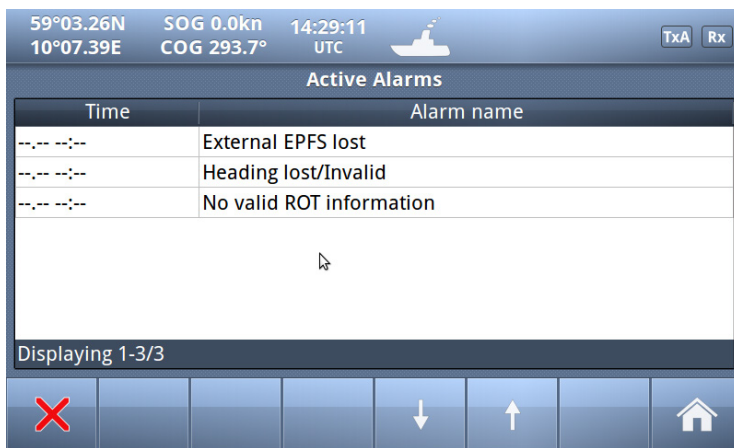 59°03.26N SOG 0.0kn 14:29:11 TxA Rx
10°07.39E COG 293.7° UTC
Active Alarms
Time Alarm name
--.-- --:-- External EPFS lost
--.-- --:-- Heading lost/Invalid
--.-- --:-- No valid ROT information
Displaying 1-3/3